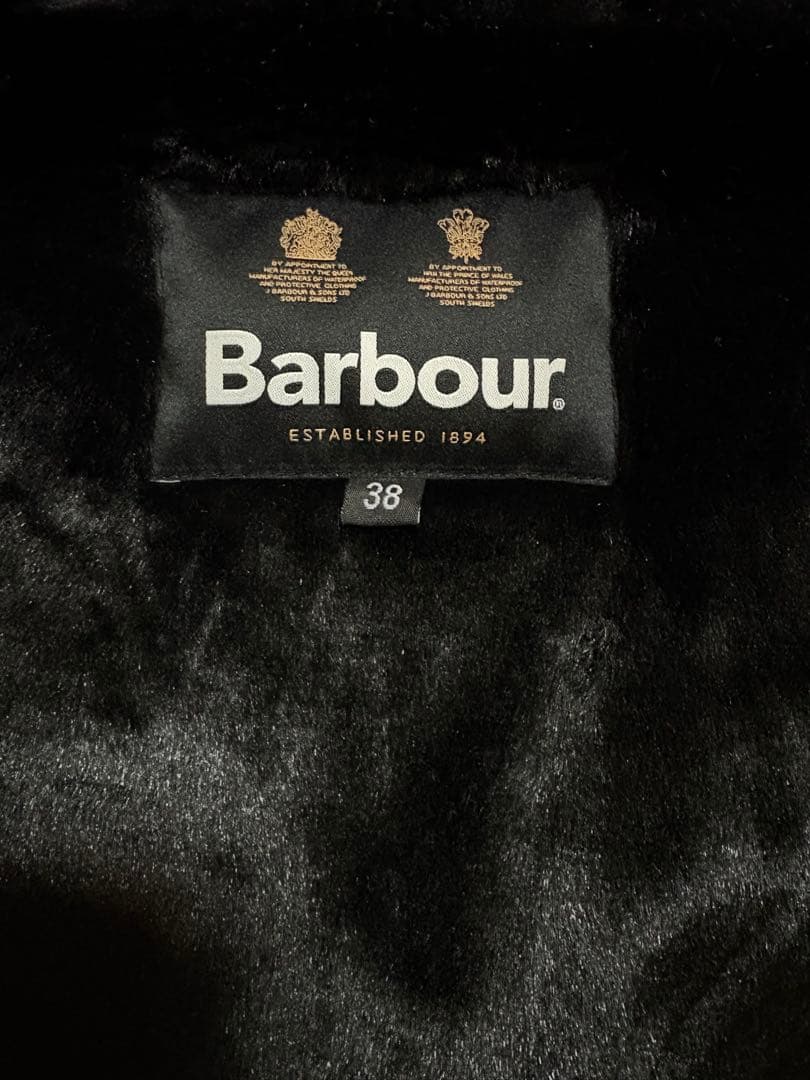 BY APPOINTMENT TO
HER MAJESTY THE QUEEN
MANUFACTURERS OF WATERPROOF
AND PROTECTIVE CLOTHING
J BARBOUR & SONS LTD
SOUTH SHIELDS
BY APPOINTMENT TO
HRH THE PRINCE OF WALES
MANUFACTURERS OF WATERPROOF
AND PROTECTIVE CLOTHING
J BARBOUR & SONS LTD
SOUTH SHIELDS
Barbour®
ESTABLISHED 1894
38